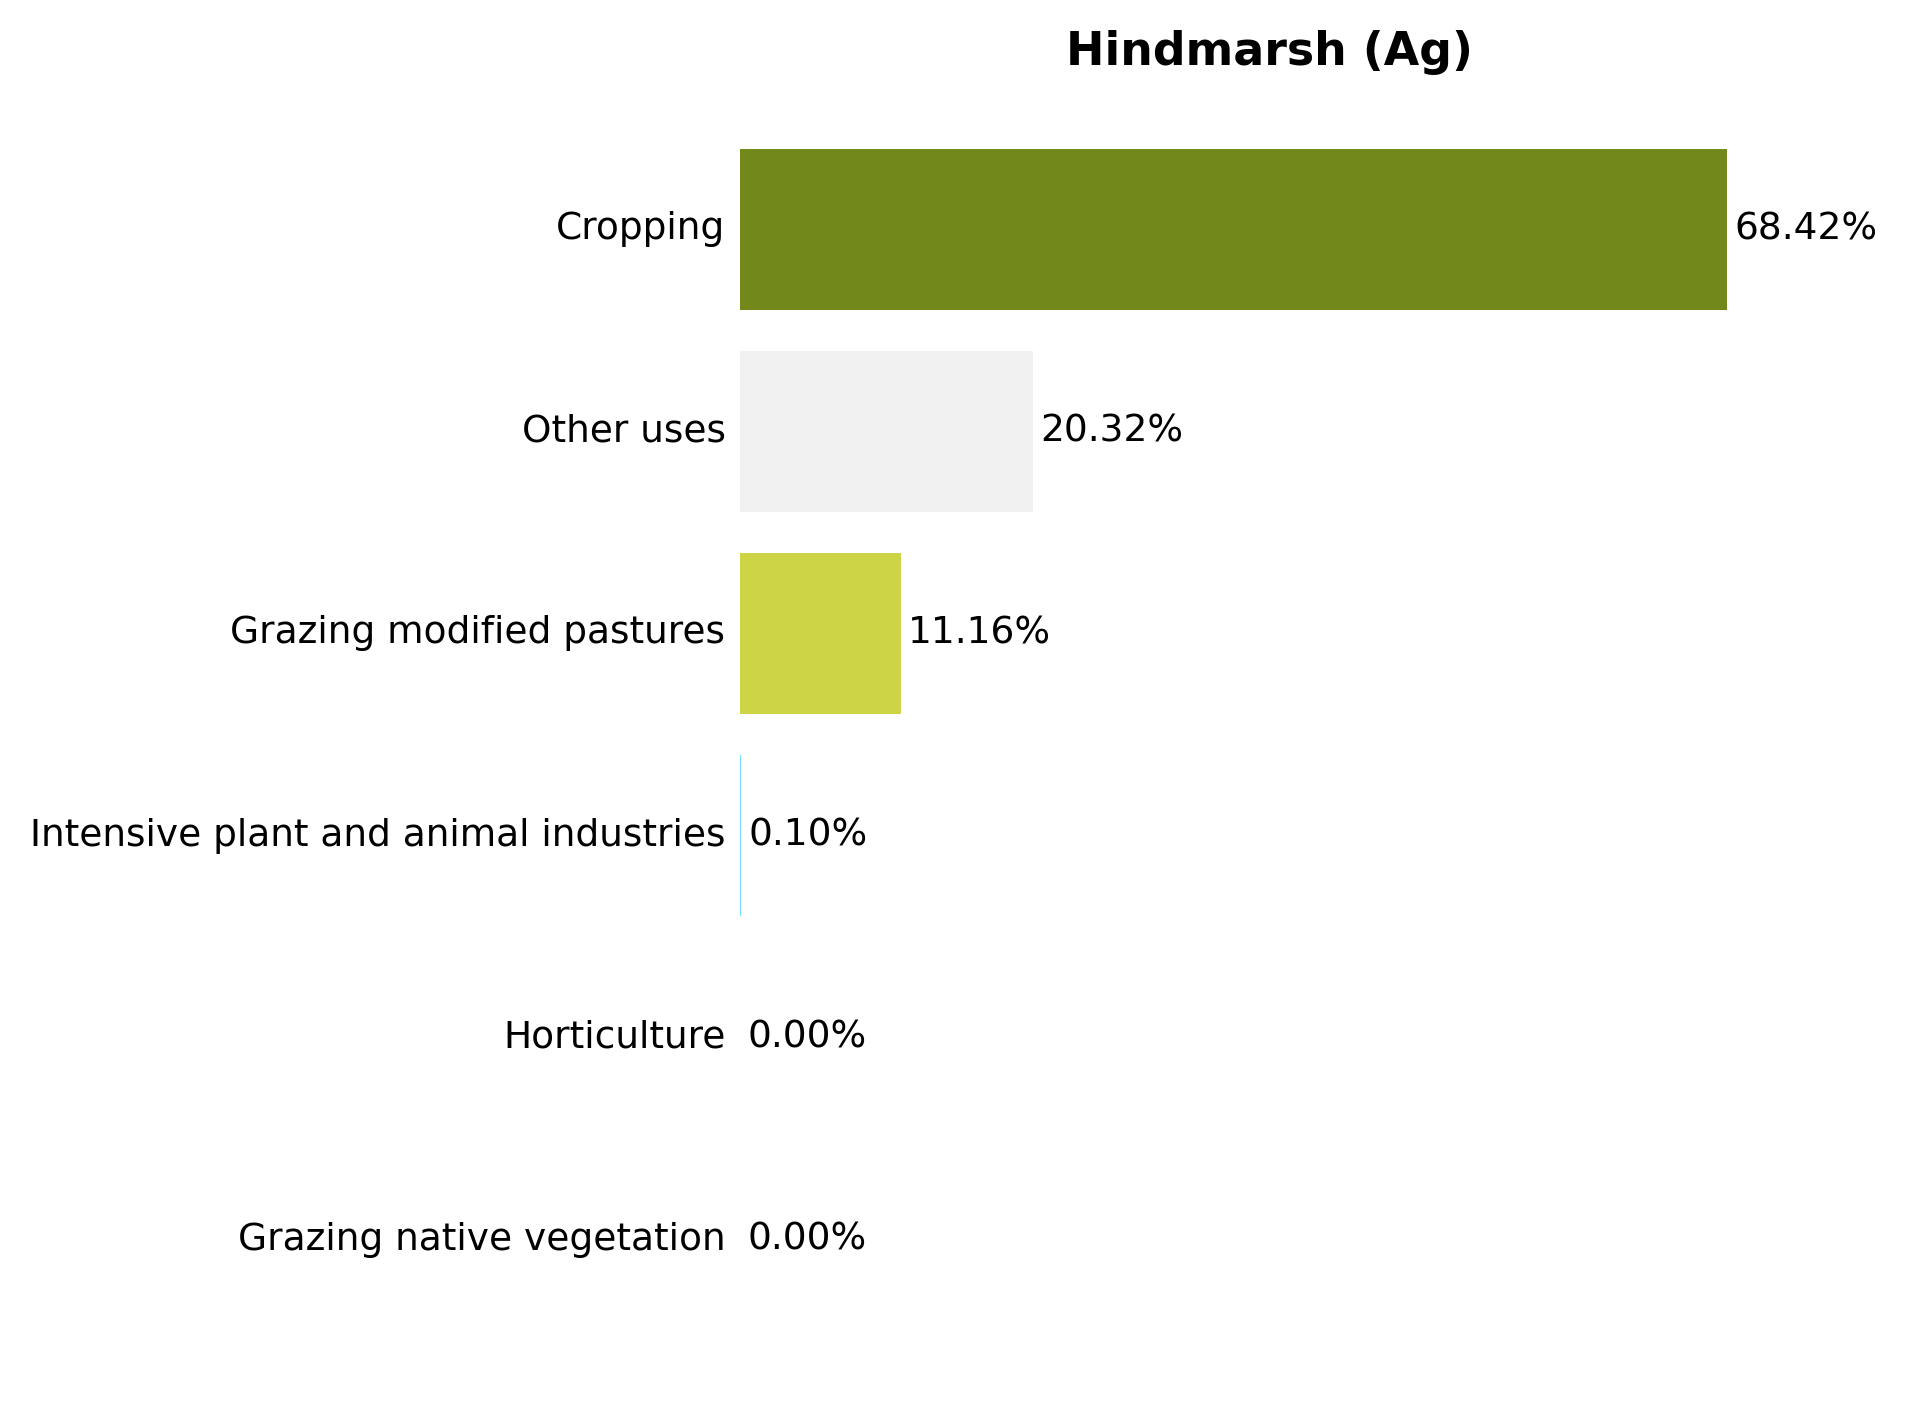 Hindmarsh (Ag)
Cropping 68.42%
Other uses 20.32%
Grazing modified pastures 11.16%
Intensive plant and animal industries 0.10%
Horticulture 0.00%
Grazing native vegetation 0.00%